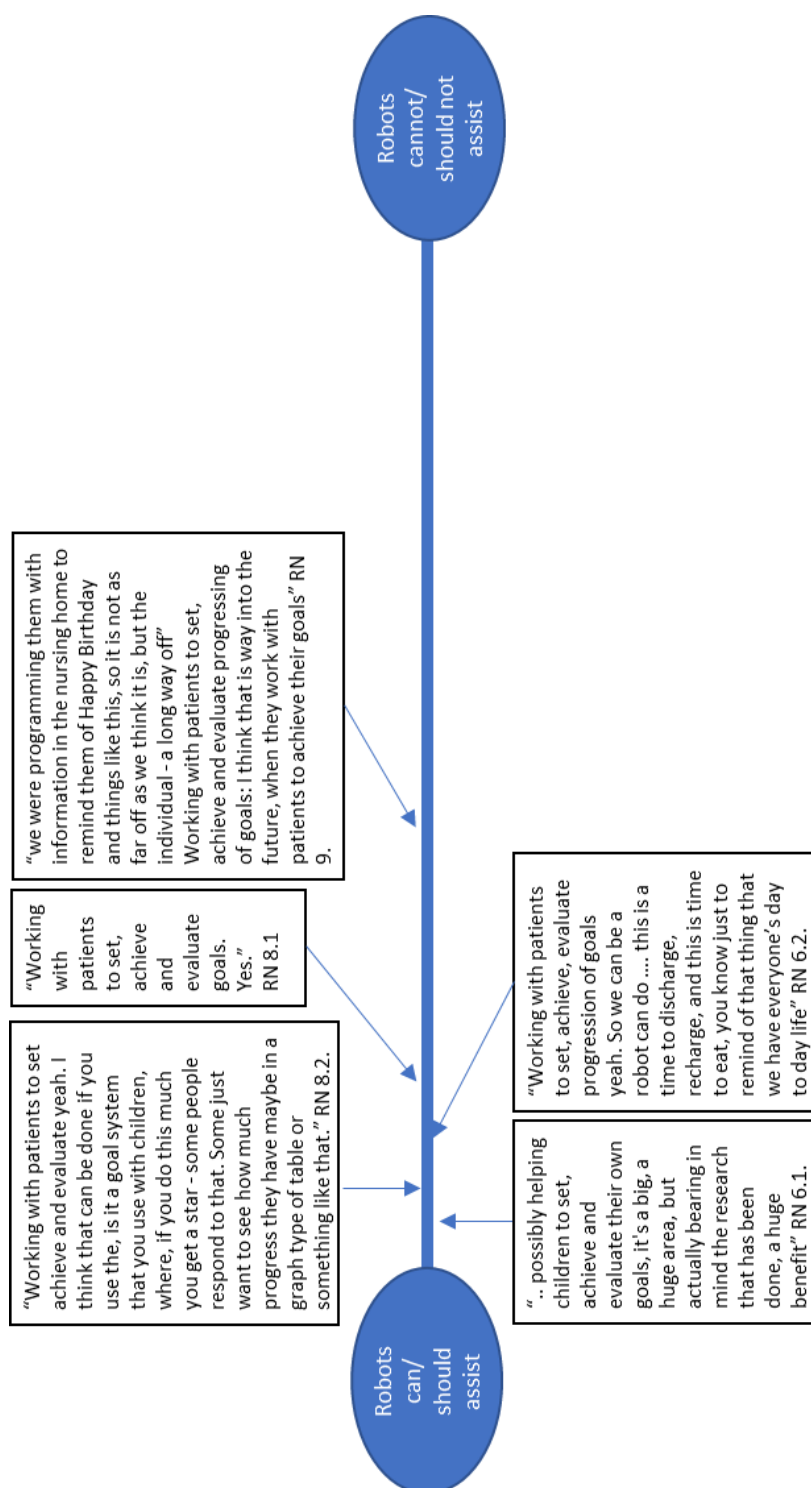 Robots
can/
should
assist
“Working with patients to set
achieve and evaluate yeah. I
think that can be done if you
use the, is it a goal system
that you use with children,
where, if you do this much
you get a star - some people
respond to that. Some just
want to see how much
progress they have maybe in a
graph type of table or
something like that.” RN 8.2.
“Working
with
patients
to set,
achieve
and
evaluate
goals.
Yes.”
RN 8.1
“we were programming them with
information in the nursing home to
remind them of Happy Birthday
and things like this, so it is not as
far off as we think it is, but the
individual - a long way off”
Working with patients to set,
achieve and evaluate progressing
of goals: I think that is way into the
future, when they work with
patients to achieve their goals” RN
9.
Robots
cannot/
should not
assist
“.. possibly helping
children to set,
achieve and
evaluate their own
goals, it's a big, a
huge area, but
actually bearing in
mind the research
that has been
done, a huge
benefit” RN 6.1.
“Working with patients
to set, achieve, evaluate
progression of goals
yeah. So we can be a
robot can do .... this is a
time to discharge,
recharge, and this is time
to eat, you know just to
remind of that thing that
we have everyone’s day
to day life” RN 6.2.